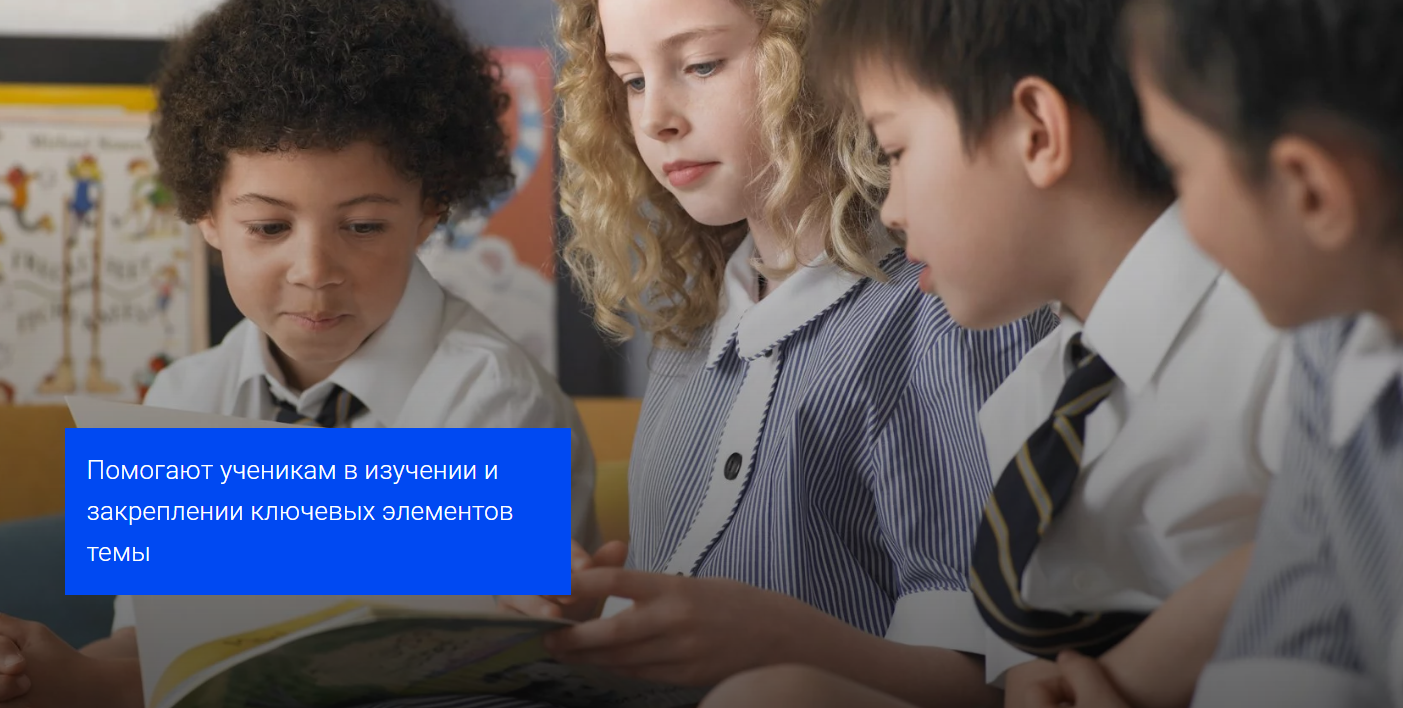 Помогают ученикам в изучении и
закреплении ключевых элементов
темы